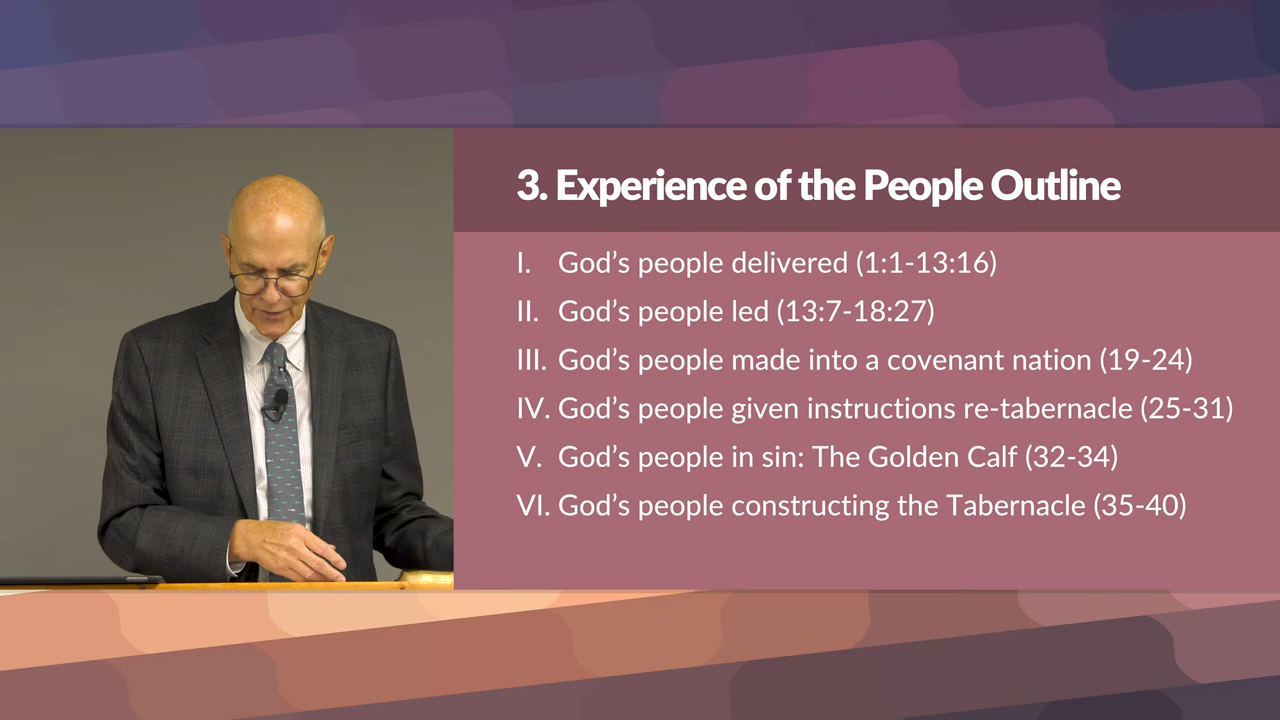 3. Experience of the People Outline
I. God's people delivered (1:1-13:16)
II. God's people led (13:7-18:27)
III. God's people made into a covenant nation (19-24)
IV. God's people given instructions re-tabernacle (25-31)
V. God's people in sin: The Golden Calf (32-34)
VI. God's people constructing the Tabernacle (35-40)